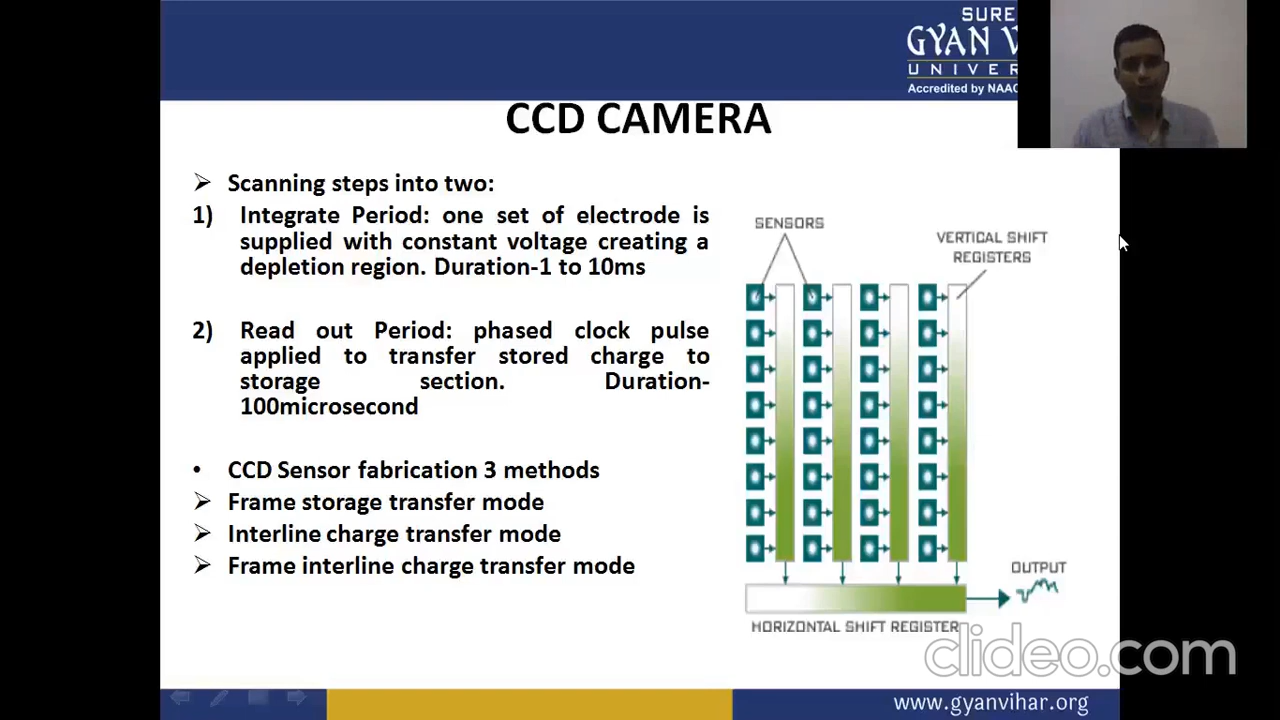 SURE
GYAN V
UNIVER
Accredited by NAAC
CCD CAMERA
➢ Scanning steps into two:
1) Integrate Period: one set of electrode is
supplied with constant voltage creating a
depletion region. Duration-1 to 10ms
2) Read out Period: phased clock pulse
applied to transfer stored charge to
storage section. Duration-
100microsecond
• CCD Sensor fabrication 3 methods
➢ Frame storage transfer mode
➢ Interline charge transfer mode
➢ Frame interline charge transfer mode
SENSORS
VERTICAL SHIFT
REGISTERS
OUTPUT
HORIZONTAL SHIFT REGISTER
clideo.com
www.gyanvihar.org